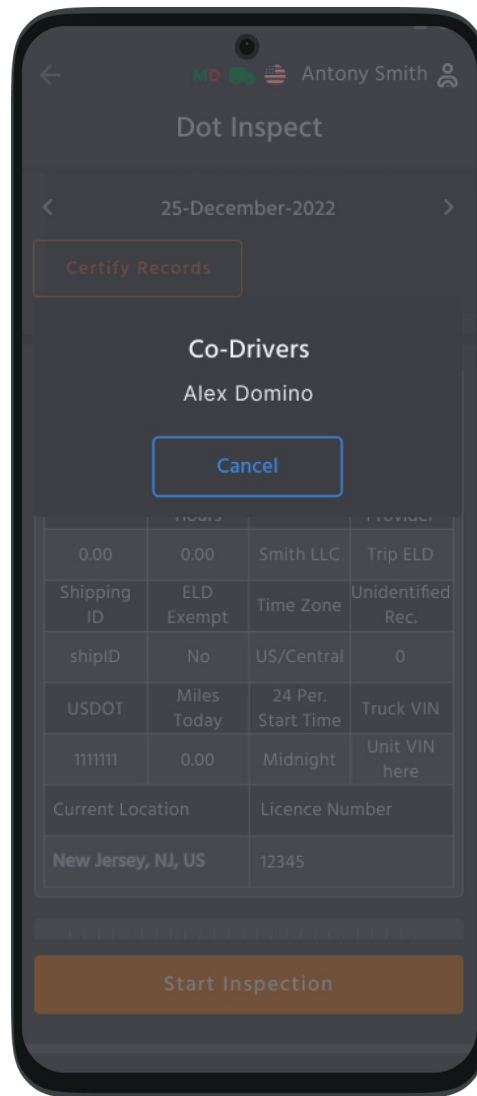 MD Antony Smith
Dot Inspect
25-December-2022
Certify Records
Co-Drivers
Alex Domino
Cancel
Hours Provider
0.00 0.00 Smith LLC Trip ELD
Shipping ID ELD Exempt Time Zone Unidentified Rec.
shipID No US/Central 0
USDOT Miles Today 24 Per. Start Time Truck VIN
1111111 0.00 Midnight Unit VIN here
Current Location Licence Number
New Jersey, NJ, US 12345
Start Inspection